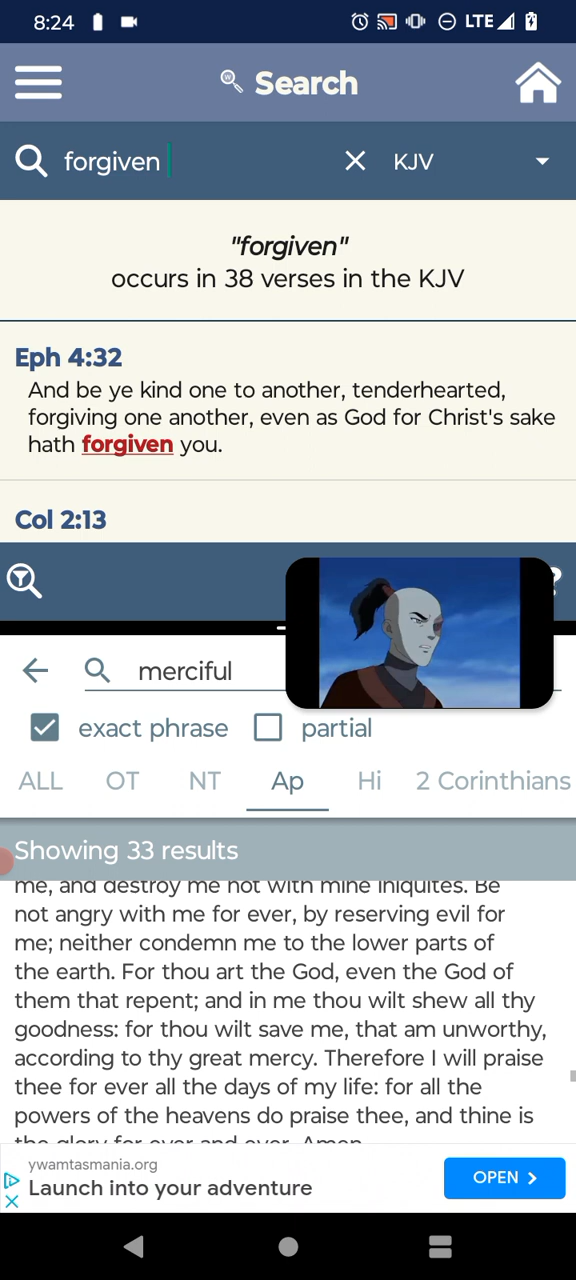 8:24
LTE
Search
forgiven
KJV
"forgiven"
occurs in 38 verses in the KJV
Eph 4:32
And be ye kind one to another, tenderhearted,
forgiving one another, even as God for Christ's sake
hath forgiven you.
Col 2:13
?
merciful
exact phrase
partial
ALL
OT
NT
Ap
Hi
2 Corinthians
Showing 33 results
me, and destroy me not with mine iniquites. Be
not angry with me for ever, by reserving evil for
me; neither condemn me to the lower parts of
the earth. For thou art the God, even the God of
them that repent; and in me thou wilt shew all thy
goodness: for thou wilt save me, that am unworthy,
according to thy great mercy. Therefore I will praise
thee for ever all the days of my life: for all the
powers of the heavens do praise thee, and thine is
the glory for ever and ever. Amen.
ywamtasmania.org
Launch into your adventure
OPEN